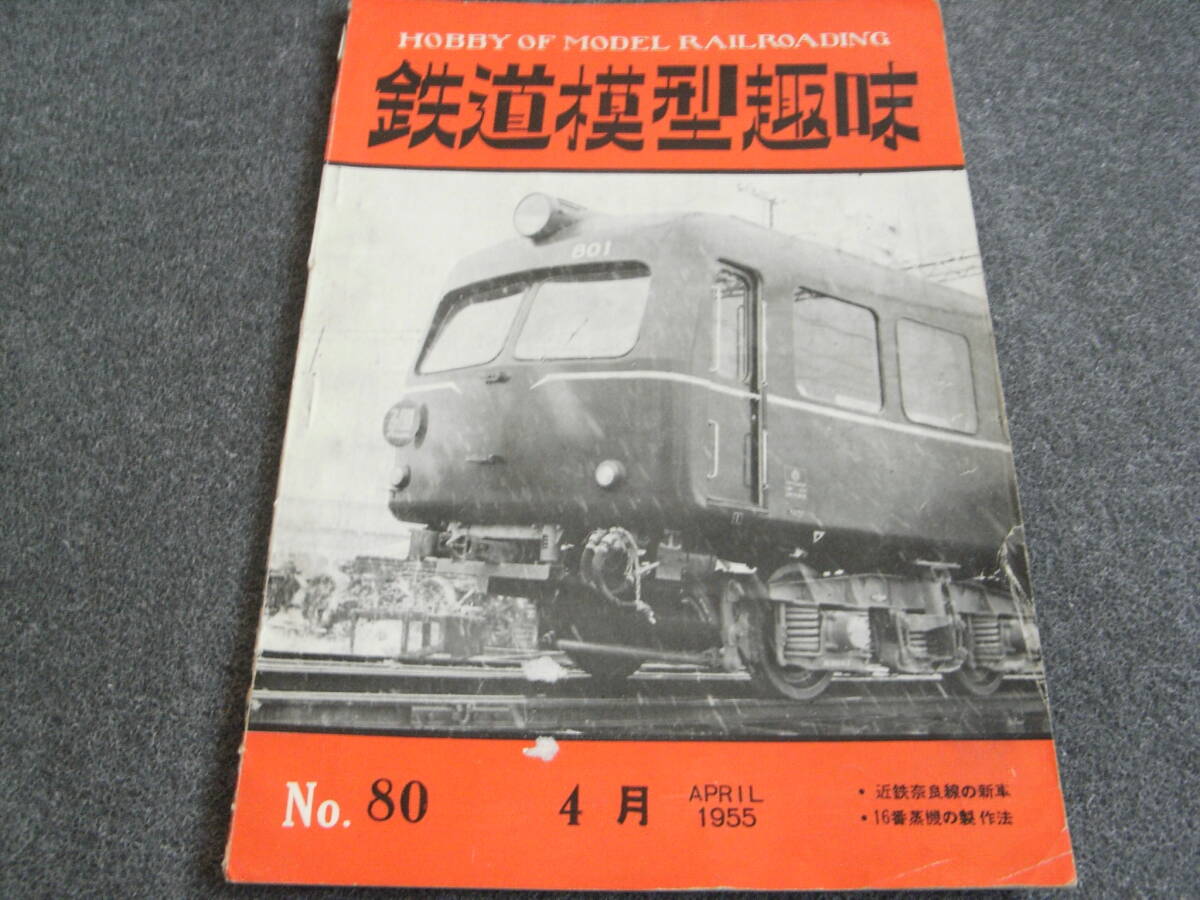 HOBBY OF MODEL RAILROADING
鉄道模型趣味
801
No. 80
4月
APRIL
1955
・近鉄奈良線の新車
・16番蒸機の製作法